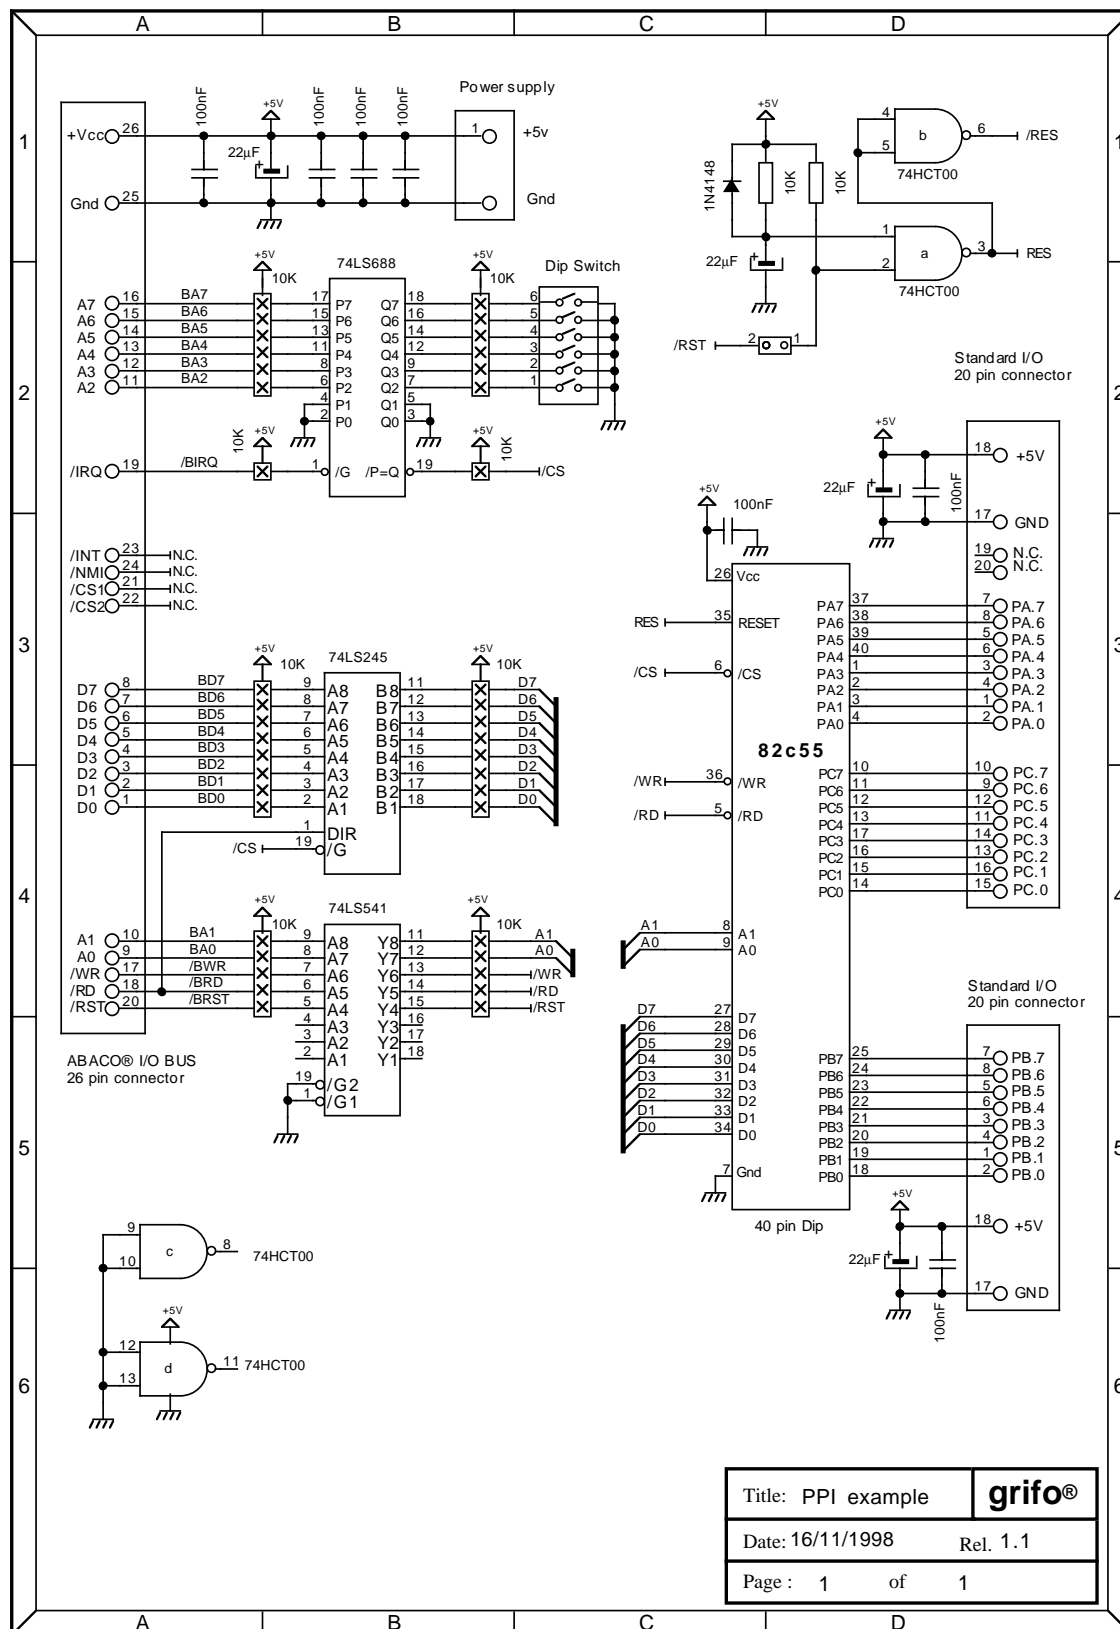 A B C D
1 1
2 2
3 3
4 4
5 5
6 6
+Vcc 26
Gnd 25
100nF
+5V
22µF
100nF
100nF
100nF
Power supply
1 +5v
Gnd
+5V
1N4148
10K
10K
22µF
4
5
b
6 /RES
74HCT00
1
2
a
3 RES
74HCT00
/RST 2 1
+5V 10K
74LS688
+5V 10K
Dip Switch
A7 16 BA7 17 P7 Q7 18 6
A6 15 BA6 15 P6 Q6 16 5
A5 14 BA5 13 P5 Q5 14 4
A4 13 BA4 11 P4 Q4 12 3
A3 12 BA3 8 P3 Q3 9 2
A2 11 BA2 6 P2 Q2 7 1
4 P1 Q1 5
2 P0 Q0 3
+5V 10K
+5V 10K
/IRQ 19 /BIRQ 1 /G /P=Q 19 /CS
/INT 23 N.C.
/NMI 24 N.C.
/CS1 21 N.C.
/CS2 22 N.C.
+5V 10K
74LS245
+5V 10K
D7 8 BD7 9 A8 B8 11 D7
D6 7 BD6 8 A7 B7 12 D6
D5 6 BD5 7 A6 B6 13 D5
D4 5 BD4 6 A5 B5 14 D4
D3 4 BD3 5 A4 B4 15 D3
D2 3 BD2 4 A3 B3 16 D2
D1 2 BD1 3 A2 B2 17 D1
D0 1 BD0 2 A1 B1 18 D0
1 DIR
/CS 19 /G
+5V 10K
74LS541
+5V 10K
A1 10 BA1 9 A8 Y8 11 A1
A0 9 BA0 8 A7 Y7 12 A0
/WR 17 /BWR 7 A6 Y6 13 /WR
/RD 18 /BRD 6 A5 Y5 14 /RD
/RST 20 /BRST 5 A4 Y4 15 /RST
4 A3 Y3 16
3 A2 Y2 17
2 A1 Y1 18
19 /G2
1 /G1
ABACO® I/O BUS
26 pin connector
Standard I/O
20 pin connector
+5V
18 +5V
22µF
100nF
17 GND
19 N.C.
20 N.C.
+5V
100nF
26 Vcc
RES 35 RESET
/CS 6 /CS
82c55
/WR 36 /WR
/RD 5 /RD
A1 8 A1
A0 9 A0
D7 27 D7
D6 28 D6
D5 29 D5
D4 30 D4
D3 31 D3
D2 32 D2
D1 33 D1
D0 34 D0
7 Gnd
40 pin Dip
PA7 37 7 PA.7
PA6 38 8 PA.6
PA5 39 5 PA.5
PA4 40 6 PA.4
PA3 1 3 PA.3
PA2 2 4 PA.2
PA1 3 1 PA.1
PA0 4 2 PA.0
PC7 10 10 PC.7
PC6 11 9 PC.6
PC5 12 12 PC.5
PC4 13 11 PC.4
PC3 17 14 PC.3
PC2 16 13 PC.2
PC1 15 16 PC.1
PC0 14 15 PC.0
Standard I/O
20 pin connector
PB7 25 7 PB.7
PB6 24 8 PB.6
PB5 23 5 PB.5
PB4 22 6 PB.4
PB3 21 3 PB.3
PB2 20 4 PB.2
PB1 19 1 PB.1
PB0 18 2 PB.0
+5V
18 +5V
22µF
100nF
17 GND
9
10
c
8
74HCT00
+5V
12
13
d
11 74HCT00
Title: PPI example grifo®
Date: 16/11/1998 Rel. 1.1
Page : 1 of 1
A B C D